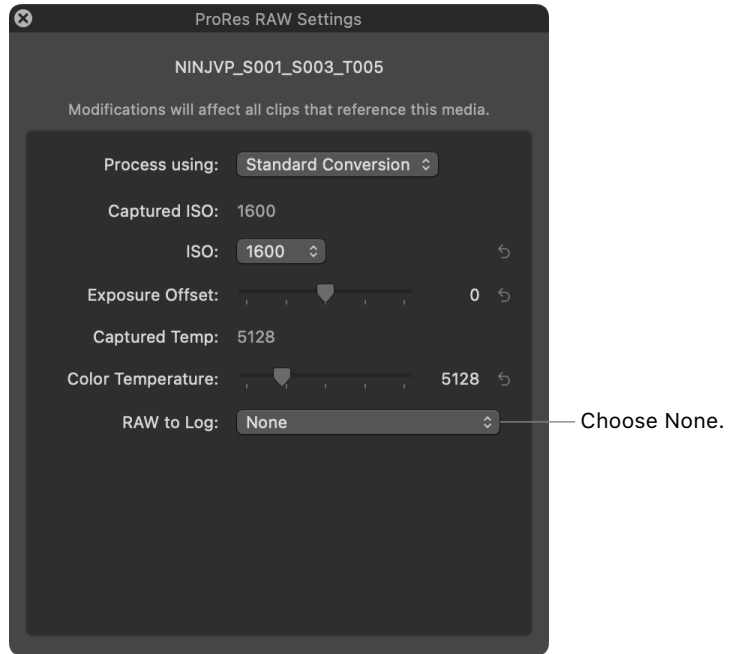 ProRes RAW Settings
NINJVP_S001_S003_T005
Modifications will affect all clips that reference this media.
Process using: Standard Conversion
Captured ISO: 1600
ISO: 1600
Exposure Offset: 0
Captured Temp: 5128
Color Temperature: 5128
RAW to Log: None
Choose None.